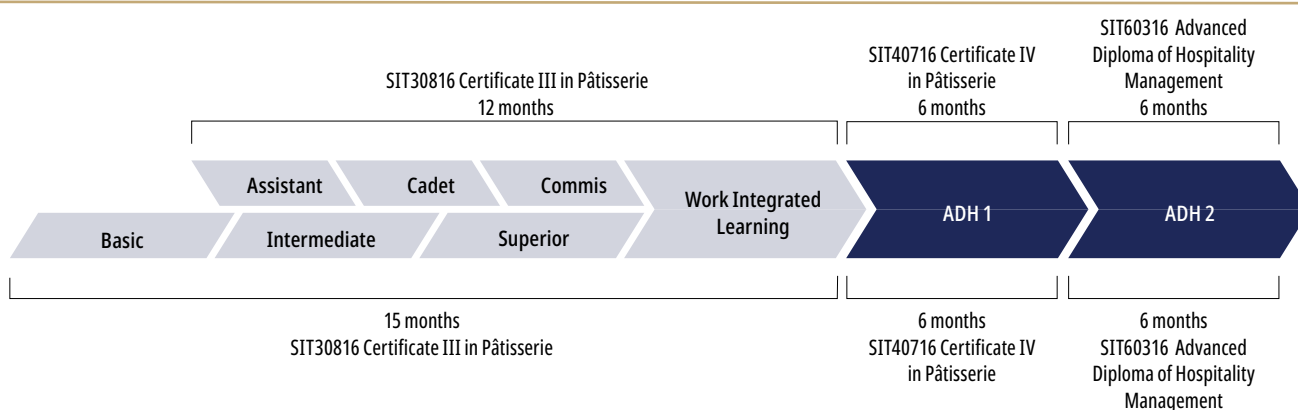 SIT30816 Certificate III in Pâtisserie
12 months
SIT40716 Certificate IV
in Pâtisserie
6 months
SIT60316 Advanced
Diploma of Hospitality
Management
6 months
Assistant
Cadet
Commis
Work Integrated
Learning
ADH 1
ADH 2
Basic
Intermediate
Superior
15 months
SIT30816 Certificate III in Pâtisserie
6 months
SIT40716 Certificate IV
in Pâtisserie
6 months
SIT60316 Advanced
Diploma of Hospitality
Management